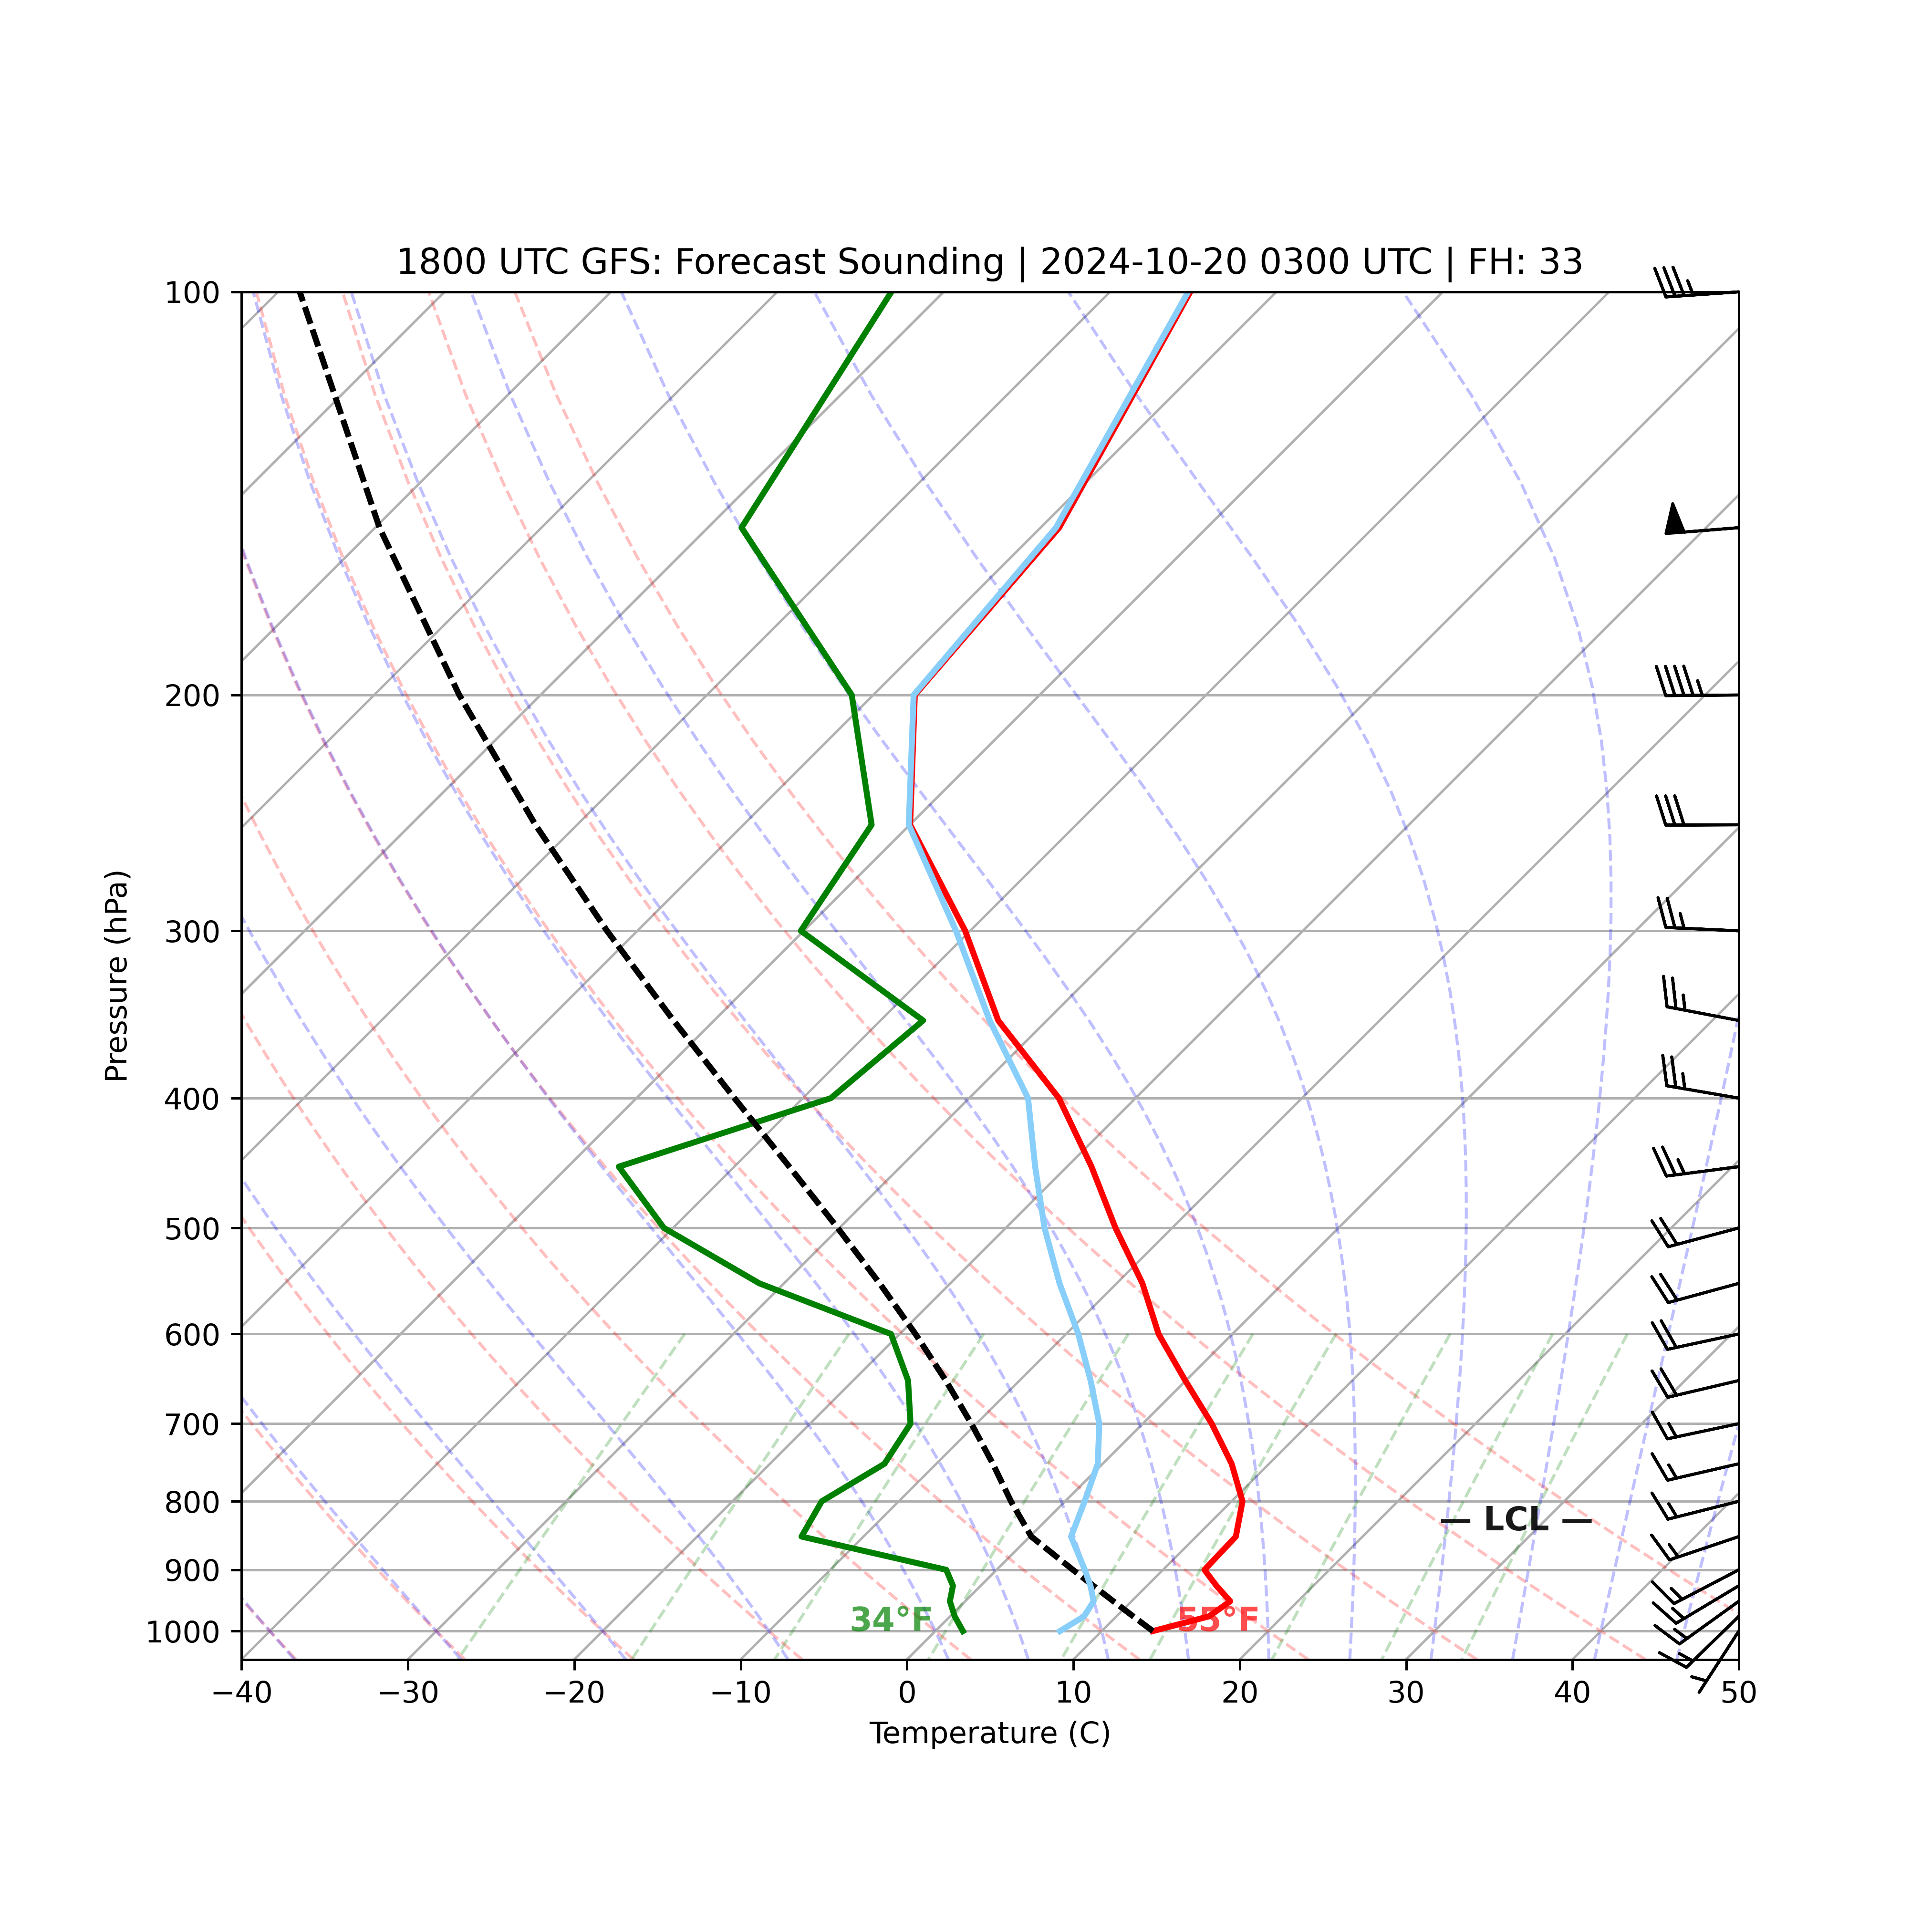 1800 UTC GFS: Forecast Sounding | 2024-10-20 0300 UTC | FH: 33
100
200
300
400
500
600
700
800
900
1000
Pressure (hPa)
— LCL —
34°F
55°F
−40 −30 −20 −10 0 10 20 30 40 50
Temperature (C)